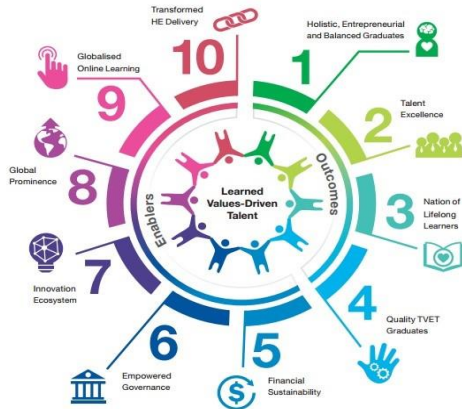 Transformed
HE Delivery
10
Holistic, Entrepreneurial
and Balanced Graduates
1
Globalised
Online Learning
9
Talent
Excellence
2
Global
Prominence
8
Enablers
Learned
Values-Driven
Talent
Outcomes
Nation of
Lifelong
Learners
3
Innovation
Ecosystem
7
Quality TVET
Graduates
4
Empowered
Governance
6
Financial
Sustainability
5
$